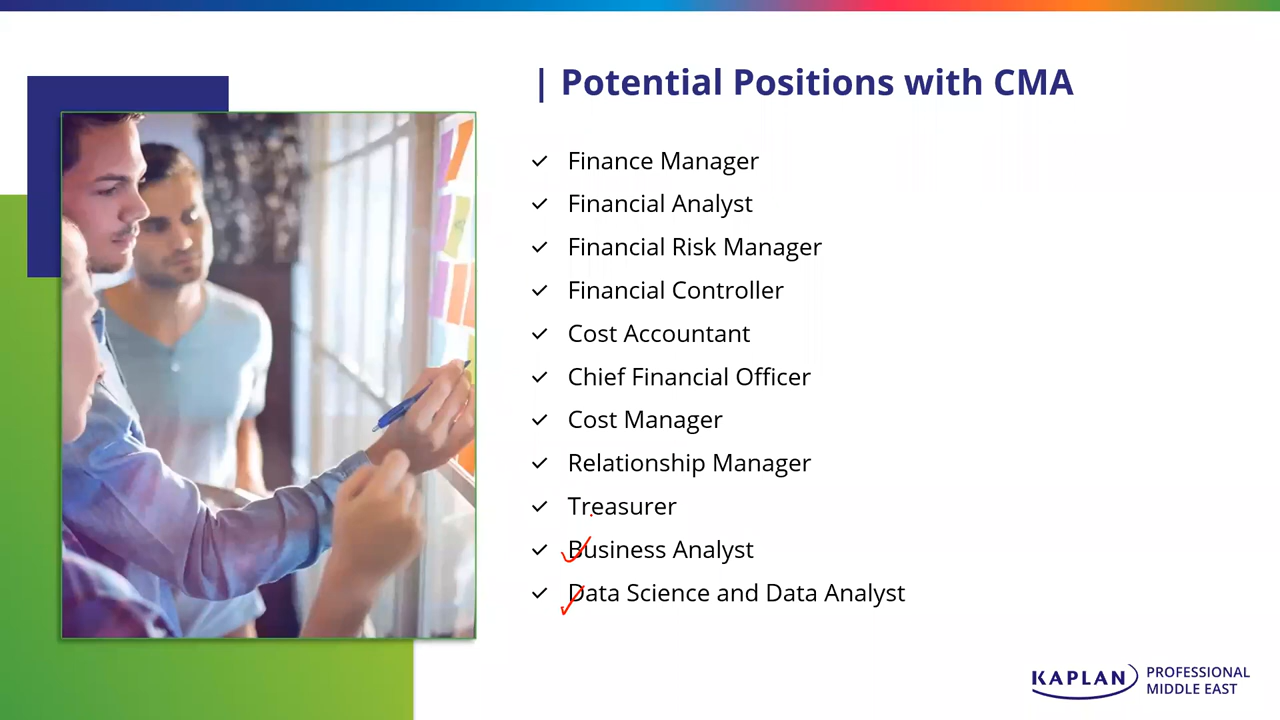 | Potential Positions with CMA
✓ Finance Manager
✓ Financial Analyst
✓ Financial Risk Manager
✓ Financial Controller
✓ Cost Accountant
✓ Chief Financial Officer
✓ Cost Manager
✓ Relationship Manager
✓ Treasurer
✓ Business Analyst
✓ Data Science and Data Analyst
KAPLAN
PROFESSIONAL
MIDDLE EAST